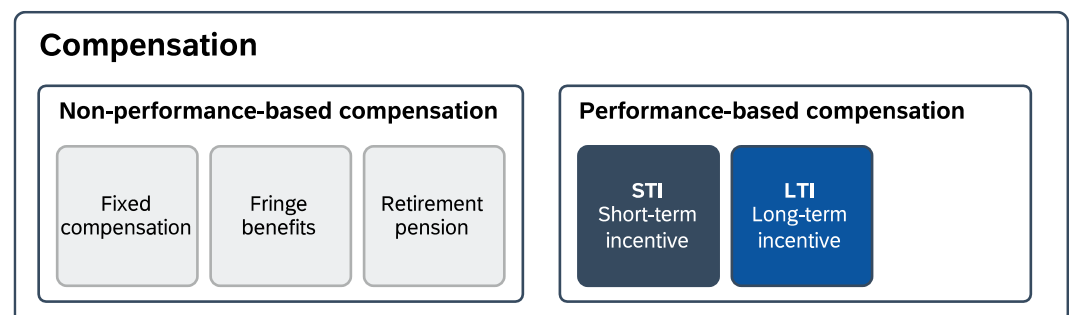 Compensation
Non-performance-based compensation
Fixed
compensation
Fringe
benefits
Retirement
pension
Performance-based compensation
STI
Short-term
incentive
LTI
Long-term
incentive